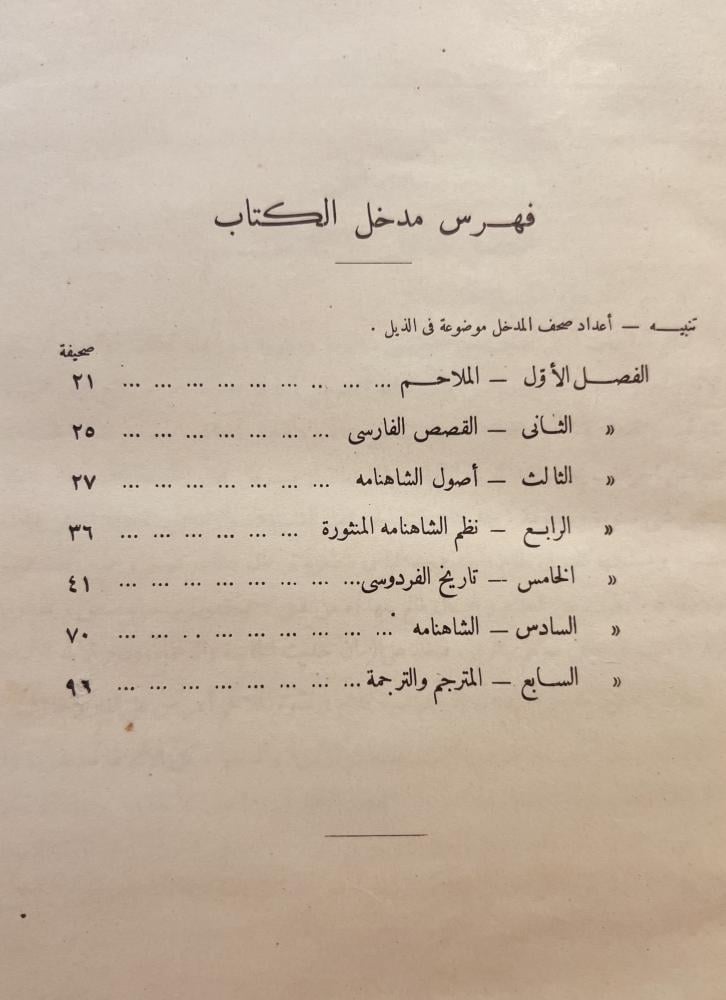 فهرس مدخل الكتاب
تنبيه — أعداد صحف المدخل موضوعة فى الذيل .
صحيفة
الفصل الأوّل — الملاحم ... ... .. ... ... ... ... ... ... ٢١
« الثانى — القصص الفارسى ... ... ... ... ... ... ... ٢٥
« الثالث — أصول الشاهنامه ... ... ... ... ... ... ... ٢٧
« الرابع — نظم الشاهنامه المنثورة ... ... ... ... ... ... ٣٦
« الخامس — تاريخ الفردوسى... ... ... ... ... ... ... ... ٤١
« السادس — الشاهنامه ... ... ... ... ... ... . . ... ... ٧٠
« السابع — المترجم والترجمة ... ... ... ... ... ... ... ... ٩٦